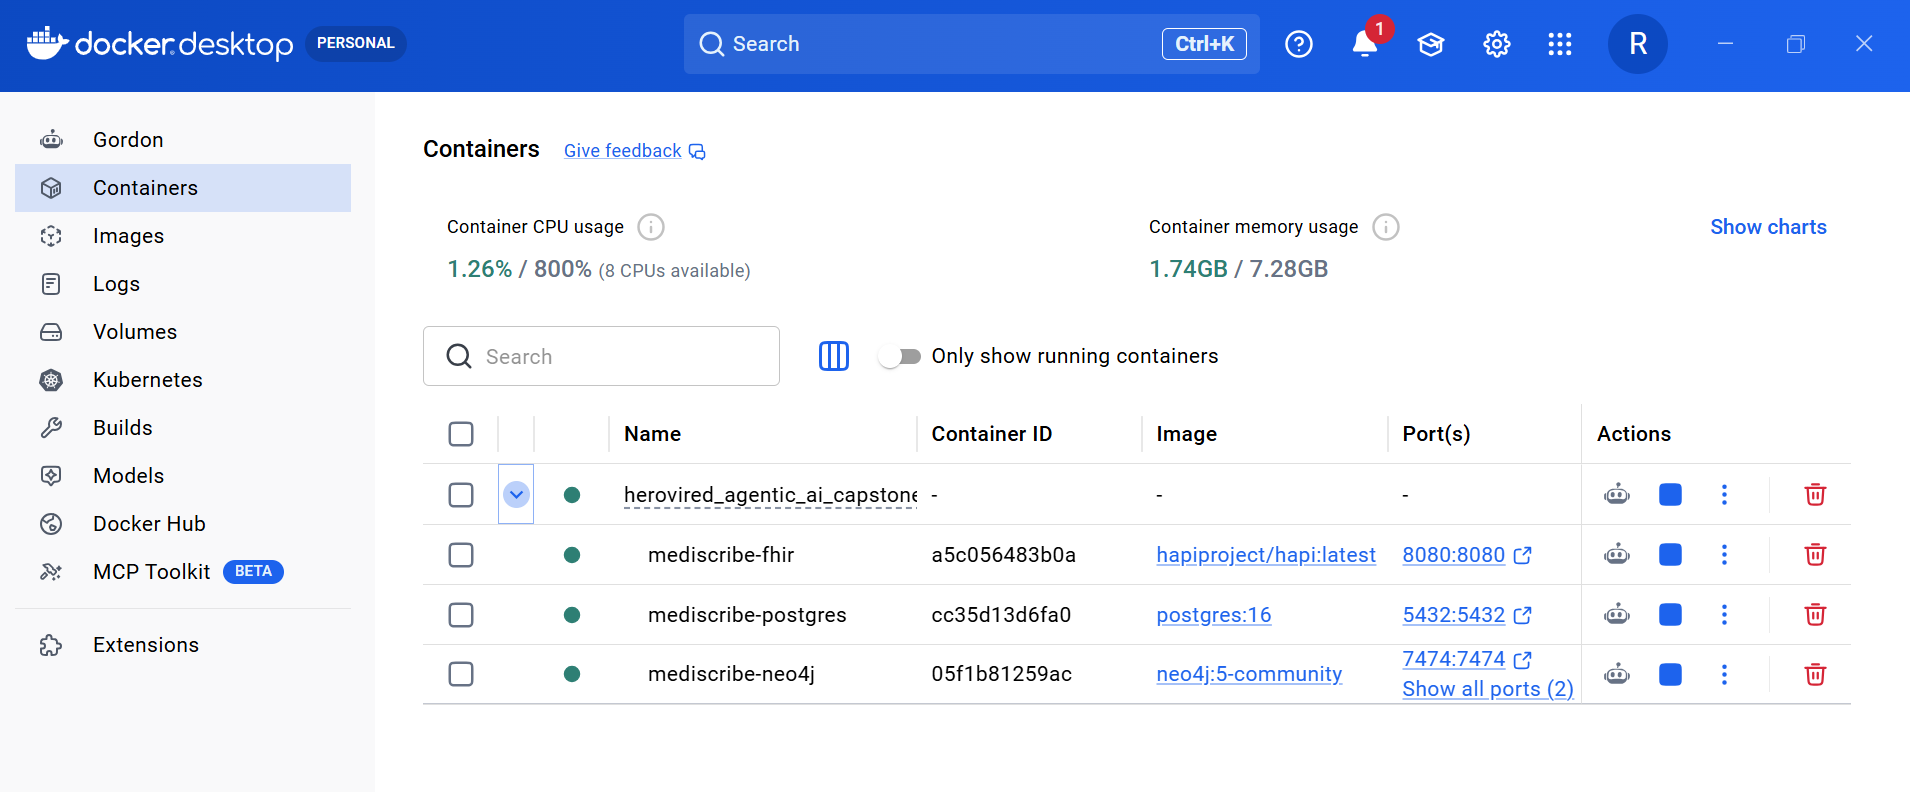 docker.desktop PERSONAL Search Ctrl+K 1 R
Gordon
Containers
Images
Logs
Volumes
Kubernetes
Builds
Models
Docker Hub
MCP Toolkit BETA
Extensions
Containers Give feedback
Container CPU usage
1.26% / 800% (8 CPUs available)
Container memory usage
1.74GB / 7.28GB
Show charts
Search
Only show running containers
Name Container ID Image Port(s) Actions
herovired_agentic_ai_capstone - - -
mediscribe-fhir a5c056483b0a hapiproject/hapi:latest 8080:8080
mediscribe-postgres cc35d13d6fa0 postgres:16 5432:5432
mediscribe-neo4j 05f1b81259ac neo4j:5-community 7474:7474
Show all ports (2)